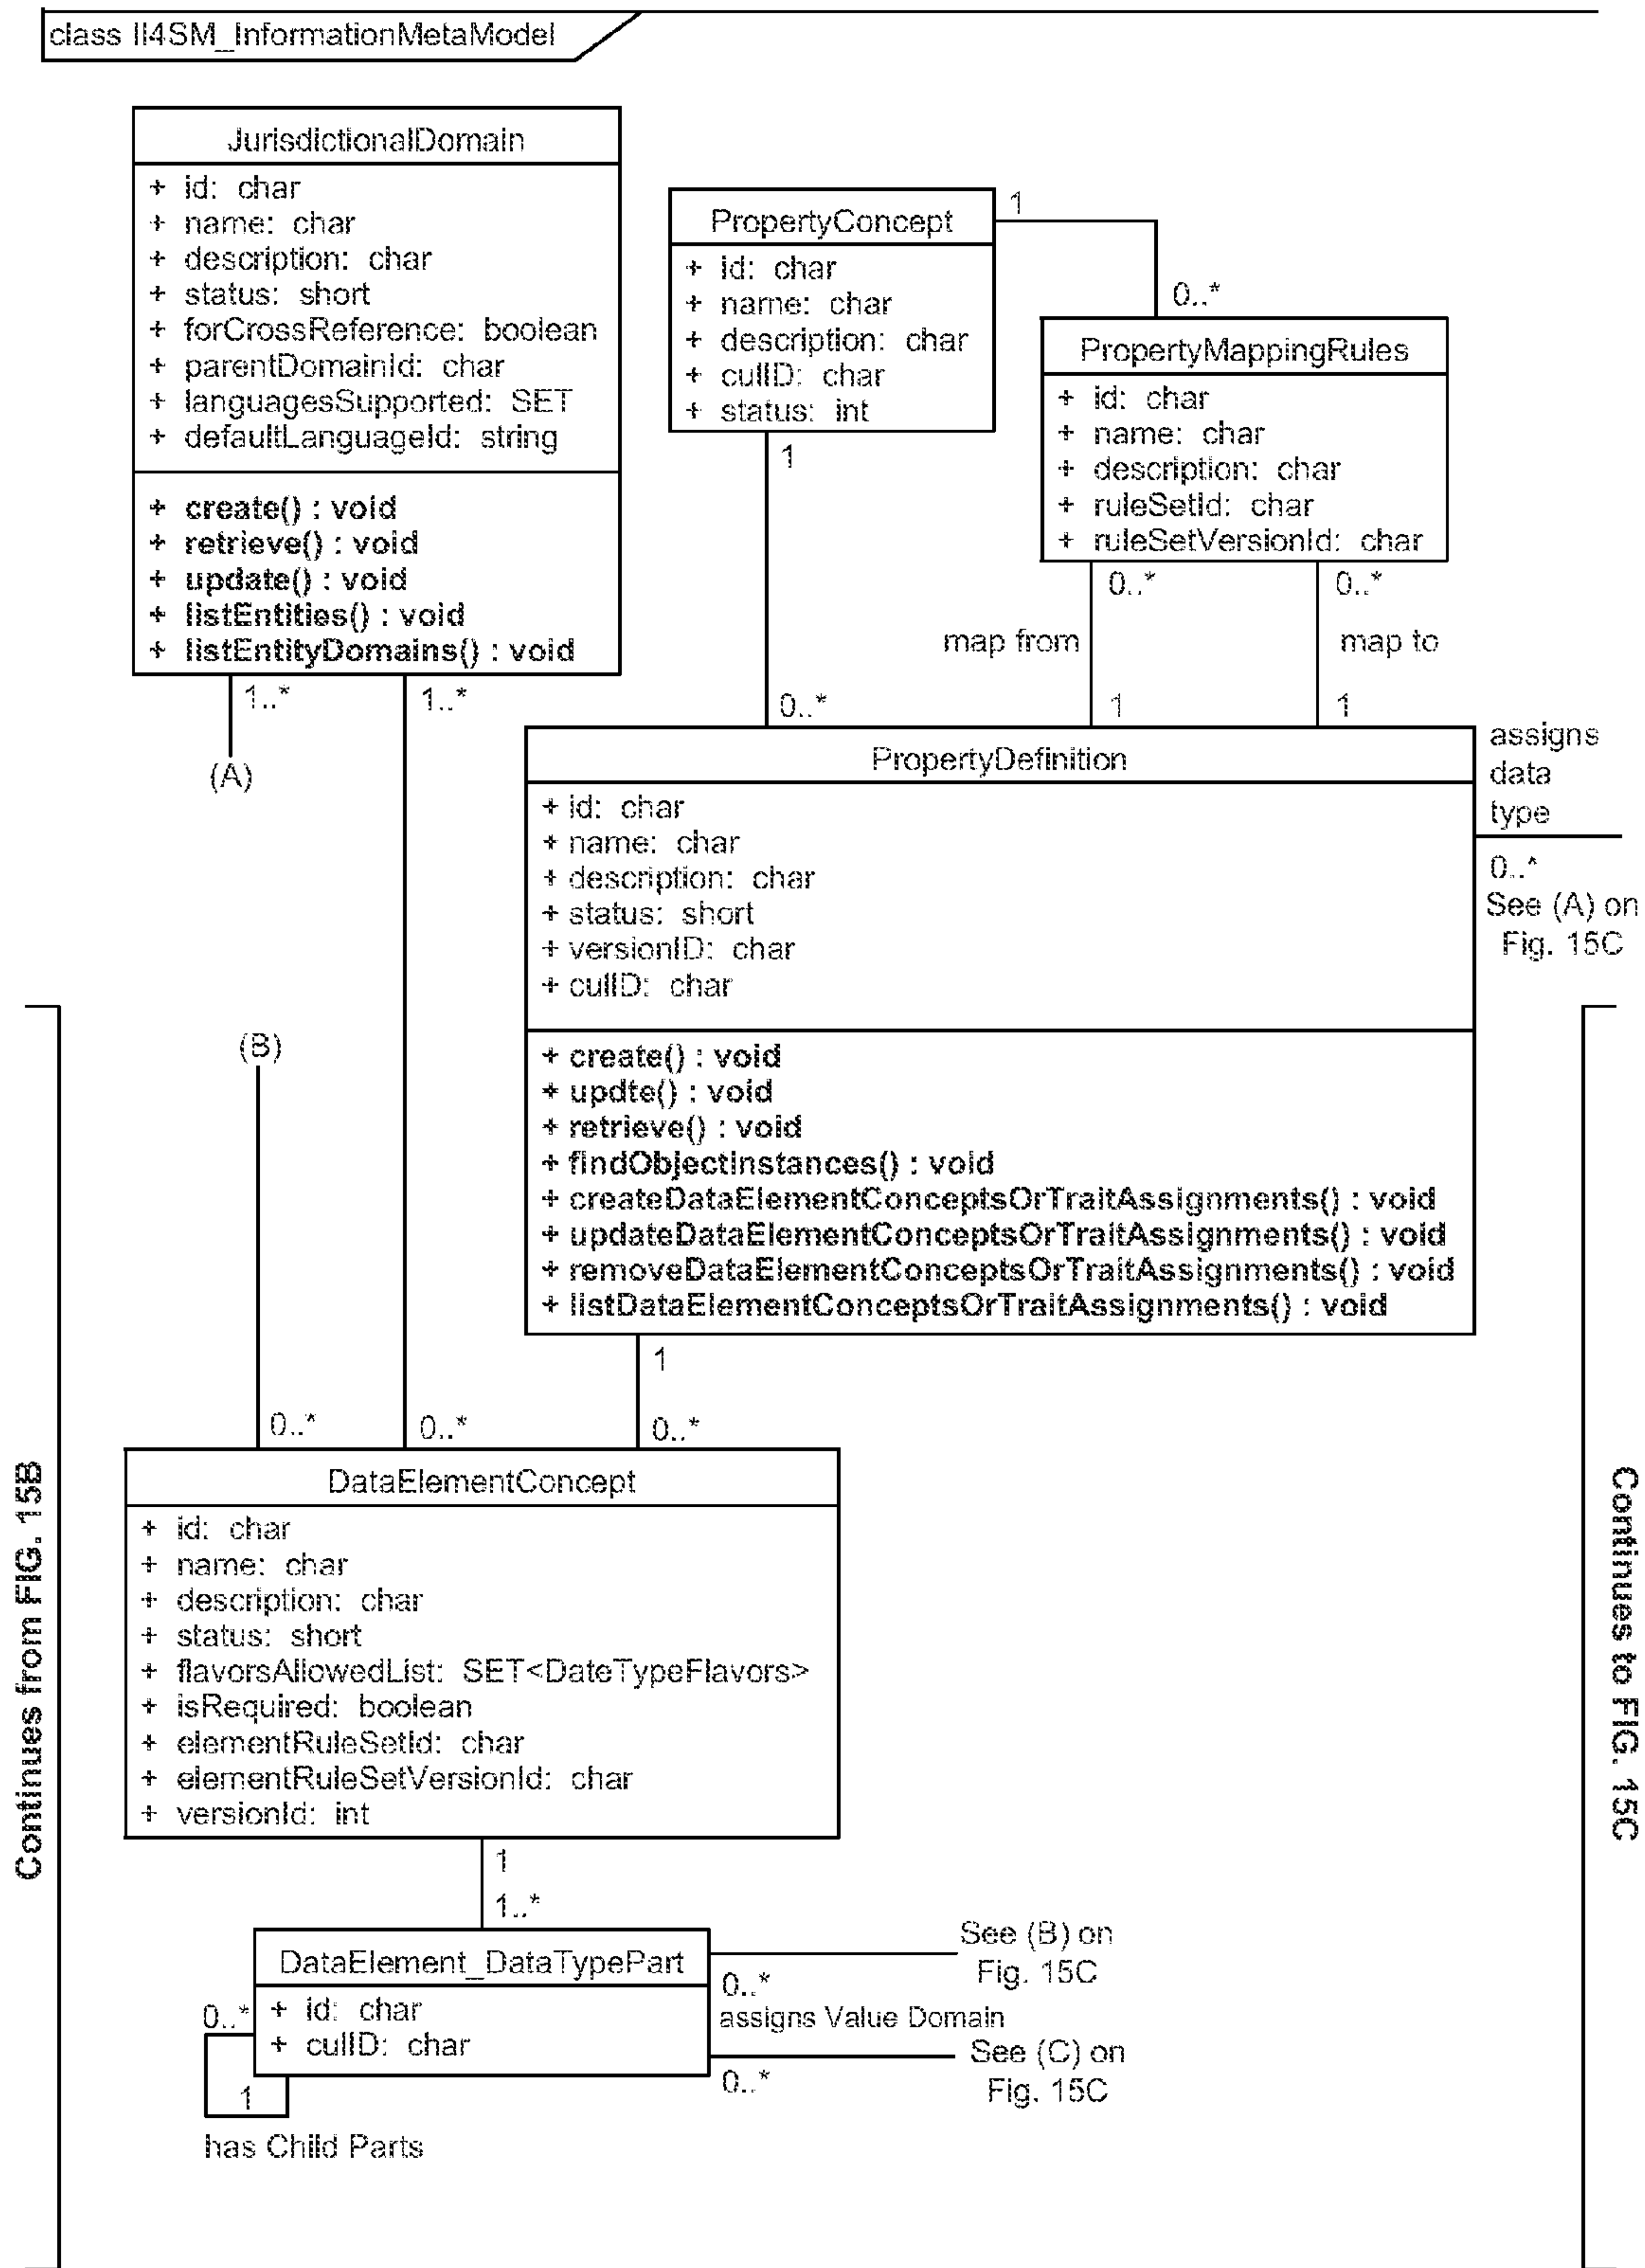 class II4SM_InformationMetaModel
JurisdictionalDomain
+ id: char
+ name: char
+ description: char
+ status: short
+ forCrossReference: boolean
+ parentDomainId: char
+ languagesSupported: SET
+ defaultLanguageId: string
+ create() : void
+ retrieve() : void
+ update() : void
+ listEntities() : void
+ listEntityDomains() : void
1..*
1..*
(A)
PropertyConcept
+ id: char
+ name: char
+ description: char
+ cuIID: char
+ status: int
1
0..*
1
PropertyMappingRules
+ id: char
+ name: char
+ description: char
+ ruleSetId: char
+ ruleSetVersionId: char
0..*
0..*
map from
map to
0..*
1
1
PropertyDefinition
+ id: char
+ name: char
+ description: char
+ status: short
+ versionID: char
+ cuIID: char
+ create() : void
+ updte() : void
+ retrieve() : void
+ findObjectInstances() : void
+ createDataElementConceptsOrTraitAssignments() : void
+ updateDataElementConceptsOrTraitAssignments() : void
+ removeDataElementConceptsOrTraitAssignments() : void
+ listDataElementConceptsOrTraitAssignments() : void
assigns
data
type
0..*
See (A) on
Fig. 15C
(B)
1
0..*
0..*
0..*
DataElementConcept
+ id: char
+ name: char
+ description: char
+ status: short
+ flavorsAllowedList: SET<DateTypeFlavors>
+ isRequired: boolean
+ elementRuleSetId: char
+ elementRuleSetVersionId: char
+ versionId: int
1
1..*
DataElement_DataTypePart
+ id: char
+ cuIID: char
0..*
1
has Child Parts
See (B) on
Fig. 15C
0..*
assigns Value Domain
See (C) on
Fig. 15C
0..*
Continues from FIG. 15B
Continues to FIG. 15C